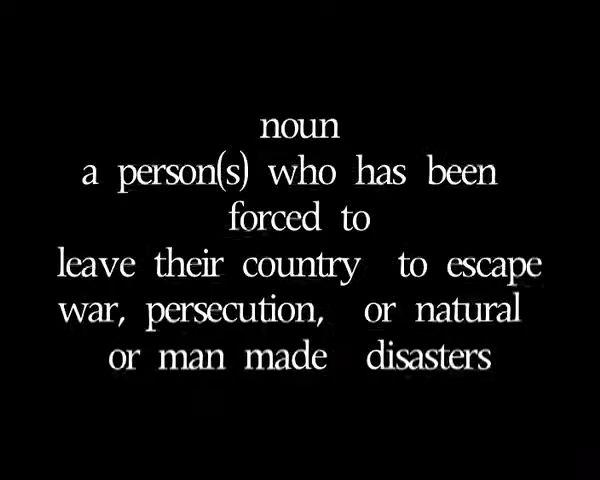 noun
a person(s) who has been
forced to
leave their country to escape
war, persecution, or natural
or man made disasters